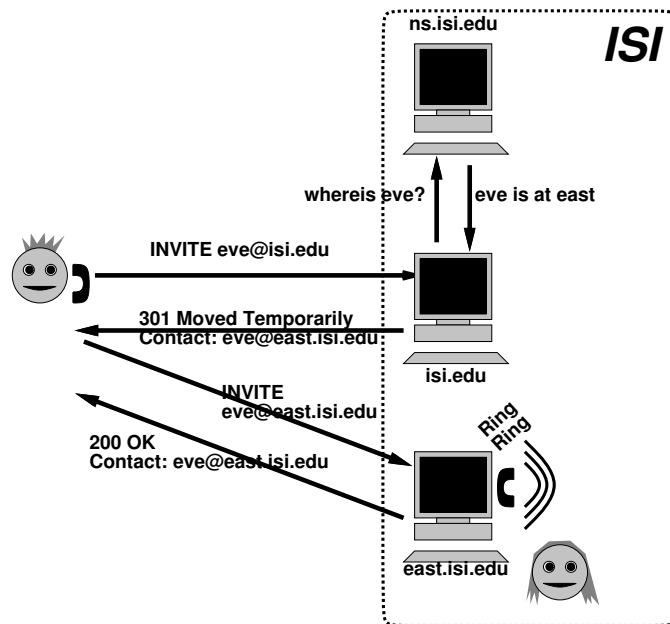 ns.isi.edu
ISI
whereis eve?
eve is at east
INVITE eve@isi.edu
301 Moved Temporarily
Contact: eve@east.isi.edu
isi.edu
INVITE
eve@east.isi.edu
Ring
Ring
200 OK
Contact: eve@east.isi.edu
east.isi.edu